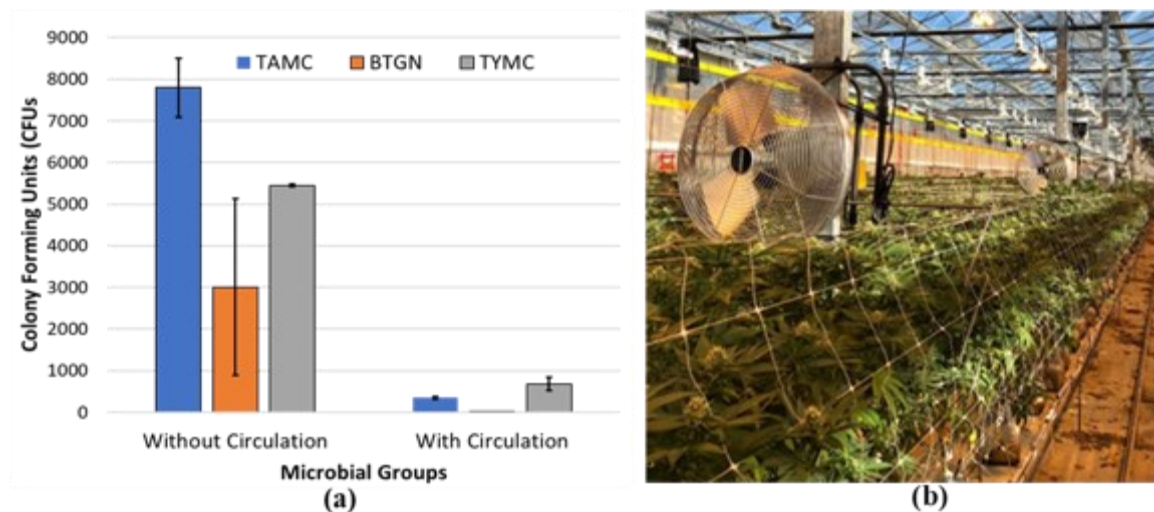 9000
8000
7000
6000
5000
4000
3000
2000
1000
0
TAMC BTGN TYMC
Colony Forming Units (CFUs
Without Circulation With Circulation
Microbial Groups
(a) (b)